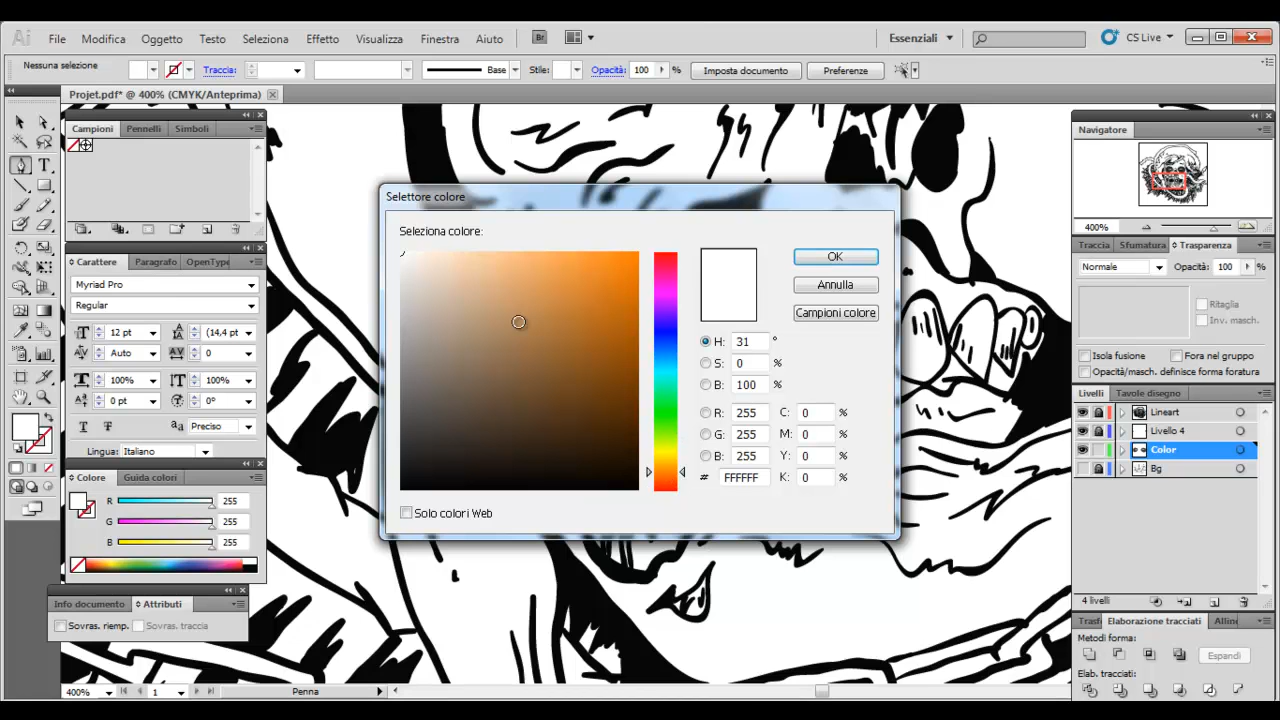 Ai File Modifica Oggetto Testo Seleziona Effetto Visualizza Finestra Aiuto Br Essenziali CS Live
Nessuna selezione Traccia: Base Stile: Opacità: 100 % Imposta documento Preferenze
Projet.pdf* @ 400% (CMYK/Anteprima)
Campioni Pennelli Simboli
Carattere Paragrafo OpenType
Myriad Pro
Regular
12 pt (14,4 pt
Auto 0
100% 100%
0 pt 0°
Preciso
Lingua: Italiano
Colore Guida colori
R 255
G 255
B 255
Info documento Attributi
Sovras. riemp. Sovras. traccia
400% 1 Penna
Selettore colore
Seleziona colore:
OK
Annulla
Campioni colore
H: 31 °
S: 0 %
B: 100 %
R: 255 C: 0 %
G: 255 M: 0 %
B: 255 Y: 0 %
# FFFFFF K: 0 %
Solo colori Web
Navigatore
400%
Traccia Sfumatura Trasparenza
Normale Opacità: 100 %
Ritaglia
Inv. masch.
Isola fusione Fora nel gruppo
Opacità/masch. definisce forma foratura
Livelli Tavole disegno
Lineart
Livello 4
Color
Bg
4 livelli
Trasf Elaborazione tracciati Allin
Metodi forma:
Espandi
Elab. tracciati: